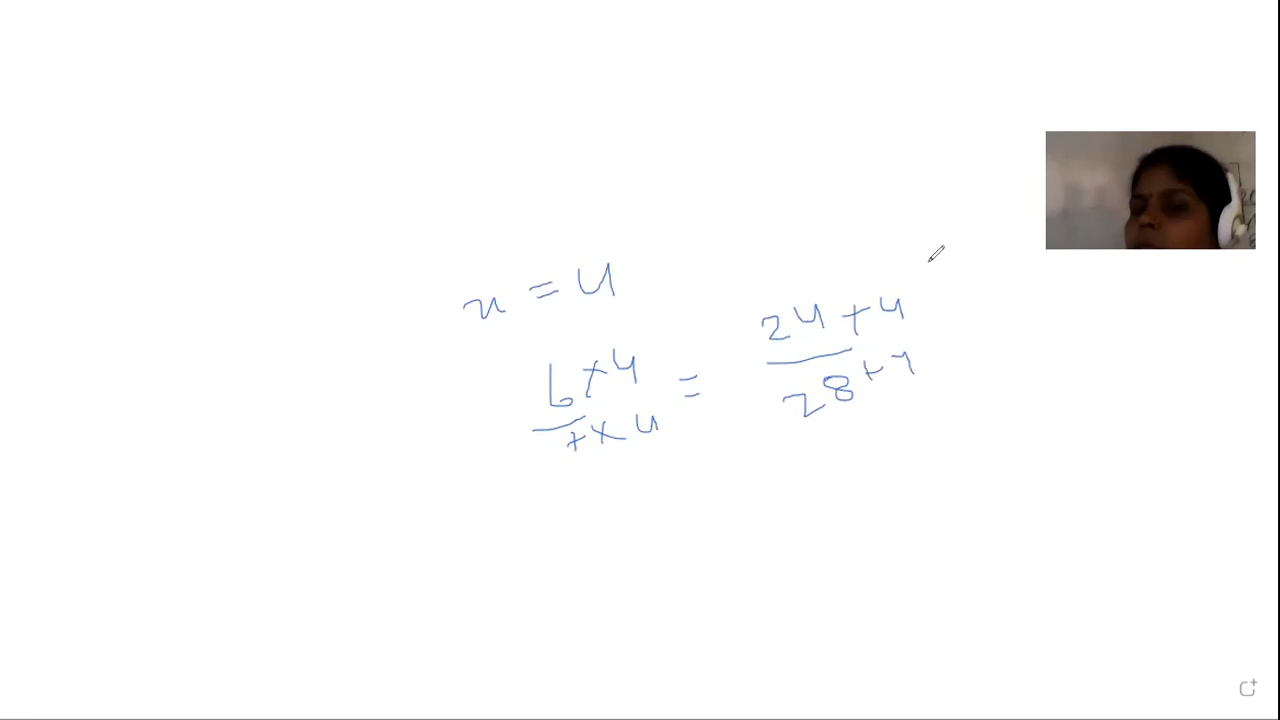 x = 4
6 × 4 / 7 × 4 = 24 + 4 / 28 + 4